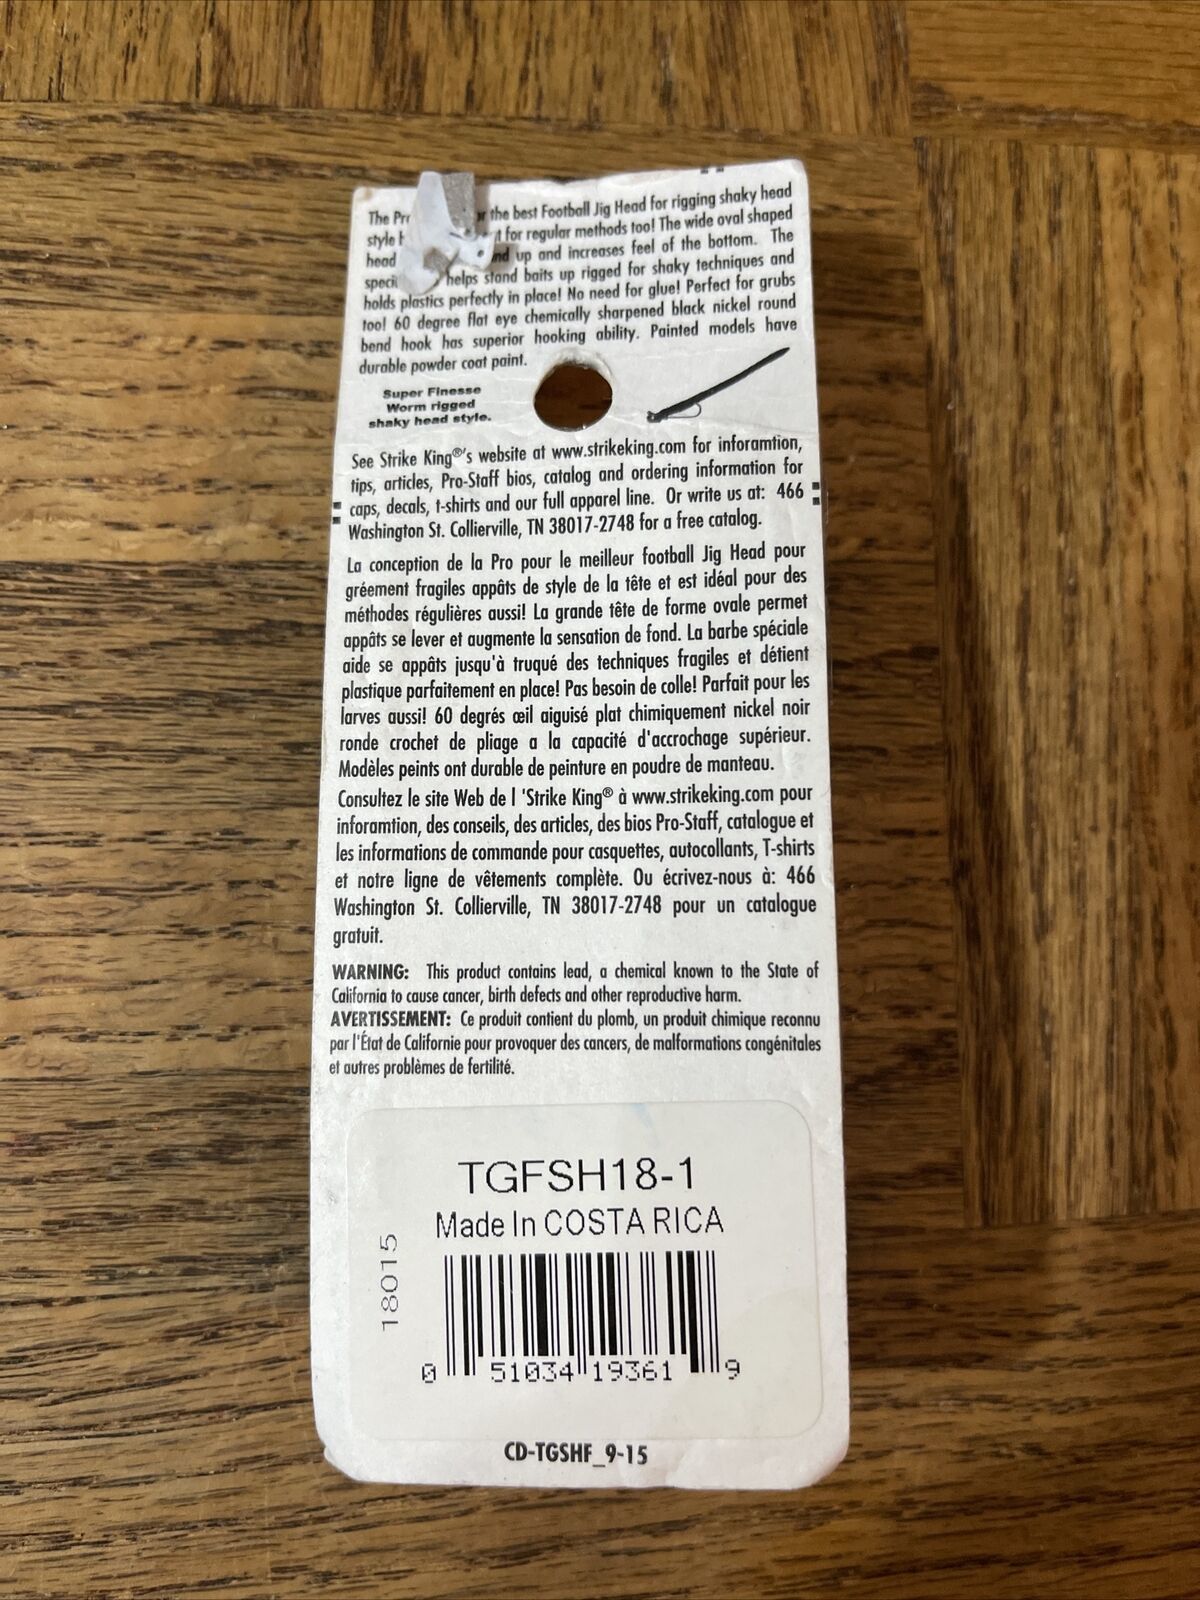 The the best Football Jig Head for rigging shaky head
style for regular methods too! The wide oval shaped
head up and increases feel of the bottom. The
helps stand baits up rigged for shaky techniques and
holds plastics perfectly in place! No need for glue! Perfect for grubs
too! 60 degree flat eye chemically sharpened black nickel round
bend hook has superior hooking ability. Painted models have
durable powder coat paint.
Super Finesse
Worm rigged
shaky head style.
See Strike King®'s website at www.strikeking.com for inforamtion,
tips, articles, Pro-Staff bios, catalog and ordering information for
caps, decals, t-shirts and our full apparel line. Or write us at: 466
Washington St. Collierville, TN 38017-2748 for a free catalog.
La conception de la Pro pour le meilleur football Jig Head pour
gréement fragiles appâts de style de la tête et est idéal pour des
méthodes régulières aussi! La grande tête de forme ovale permet
appâts se lever et augmente la sensation de fond. La barbe spéciale
aide se appâts jusqu'à truqué des techniques fragiles et détient
plastique parfaitement en place! Pas besoin de colle! Parfait pour les
larves aussi! 60 degrés œil aiguisé plat chimiquement nickel noir
ronde crochet de pliage a la capacité d'accrochage supérieur.
Modèles peints ont durable de peinture en poudre de manteau.
Consultez le site Web de l 'Strike King® à www.strikeking.com pour
inforamtion, des conseils, des articles, des bios Pro-Staff, catalogue et
les informations de commande pour casquettes, autocollants, T-shirts
et notre ligne de vêtements complète. Ou écrivez-nous à: 466
Washington St. Collierville, TN 38017-2748 pour un catalogue
gratuit.
WARNING: This product contains lead, a chemical known to the State of
California to cause cancer, birth defects and other reproductive harm.
AVERTISSEMENT: Ce produit contient du plomb, un produit chimique reconnu
par l'État de Californie pour provoquer des cancers, de malformations congénitales
et autres problèmes de fertilité.
TGFSH18-1
Made In COSTA RICA
18015
0 51034 19361 9
CD-TGSHF_9-15